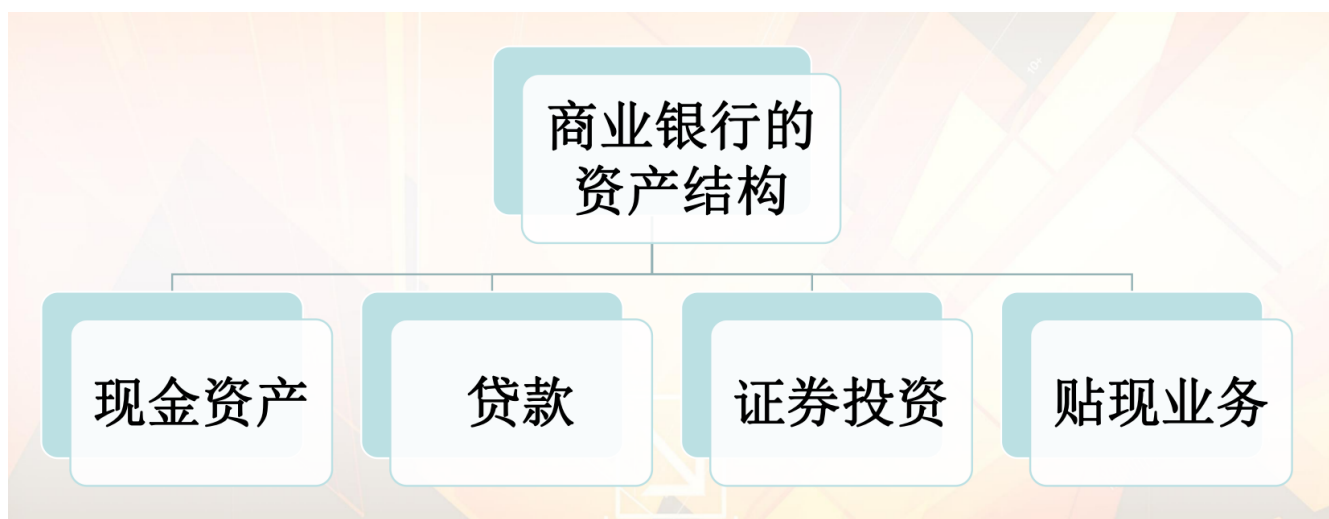 商业银行的
资产结构
现金资产
贷款
证券投资
贴现业务